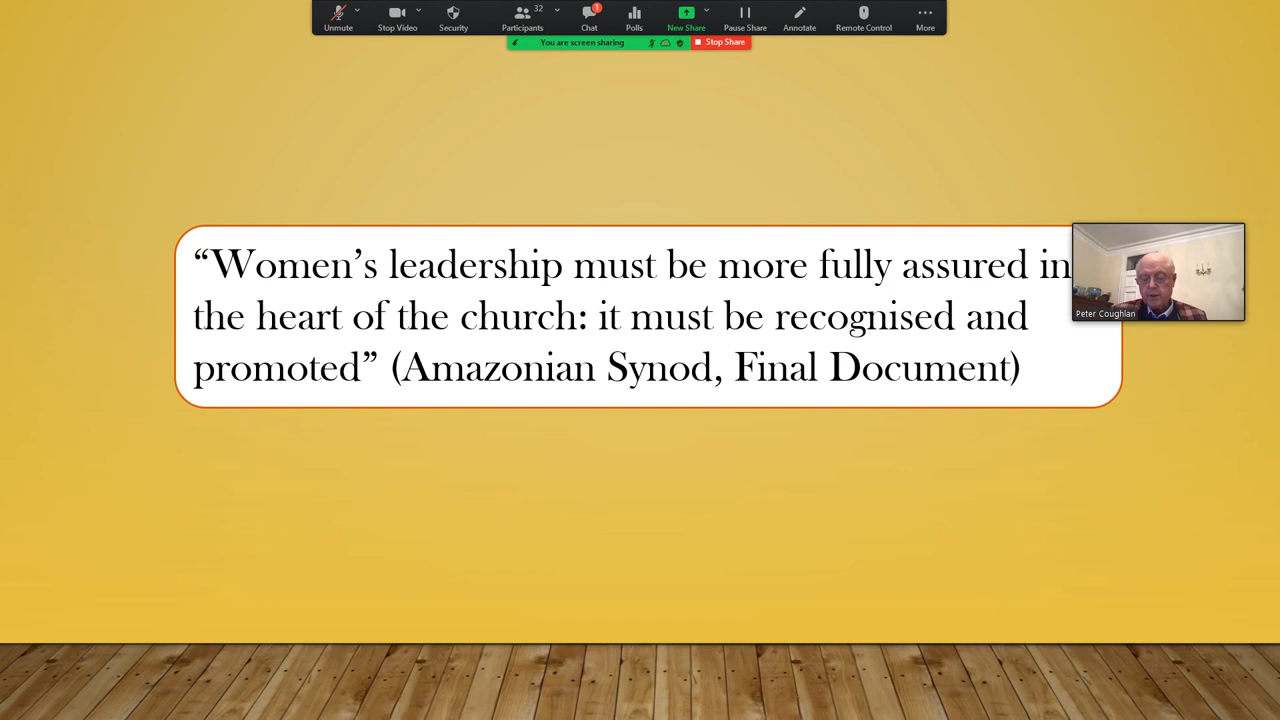 Unmute
Stop Video
Security
Participants
32
Chat
1
Polls
New Share
Pause Share
Annotate
Remote Control
More
You are screen sharing
Stop Share
“Women’s leadership must be more fully assured in
the heart of the church: it must be recognised and
promoted” (Amazonian Synod, Final Document)
Peter Coughlan